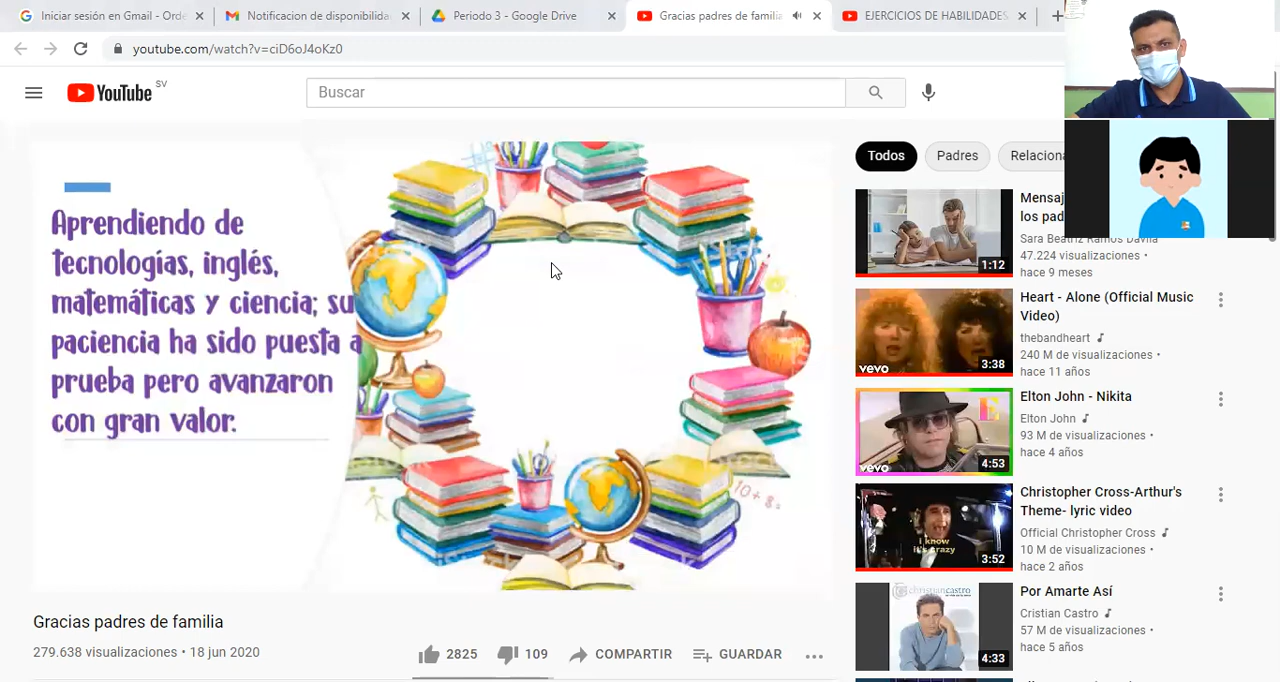 Iniciar sesión en Gmail - Orde
Notificacion de disponibilida
Periodo 3 - Google Drive
Gracias padres de familia
EJERCICIOS DE HABILIDADES
youtube.com/watch?v=ciD6oJ4oKz0
YouTube SV
Buscar
Aprendiendo de
tecnologías, inglés,
matemáticas y ciencia; su
paciencia ha sido puesta a
prueba pero avanzaron
con gran valor.
10 + 8
Gracias padres de familia
279.638 visualizaciones • 18 jun 2020
2825
109
COMPARTIR
GUARDAR
Todos
Padres
Relaciona
1:12
Mensaj
los pad
Sara Beatriz Ramos Davila
47.224 visualizaciones •
hace 9 meses
vevo
3:38
Heart - Alone (Official Music
Video)
thebandheart
240 M de visualizaciones •
hace 11 años
vevo
4:53
Elton John - Nikita
Elton John
93 M de visualizaciones •
hace 4 años
I know
it's crazy
3:52
Christopher Cross-Arthur's
Theme- lyric video
Official Christopher Cross
10 M de visualizaciones •
hace 2 años
christiancastro
4:33
Por Amarte Así
Cristian Castro
57 M de visualizaciones •
hace 5 años